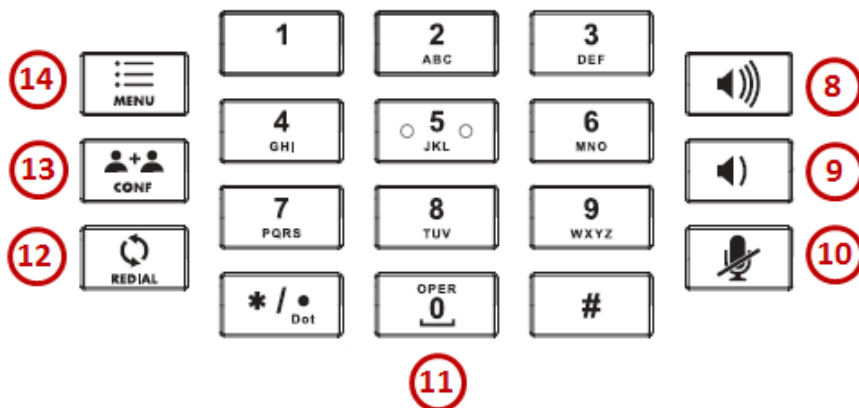 1 2 ABC 3 DEF
14 MENU 8
4 GHI 5 JKL 6 MNO
13 CONF 9
7 PQRS 8 TUV 9 WXYZ
12 REDIAL 10
* / • Dot OPER 0 #
11